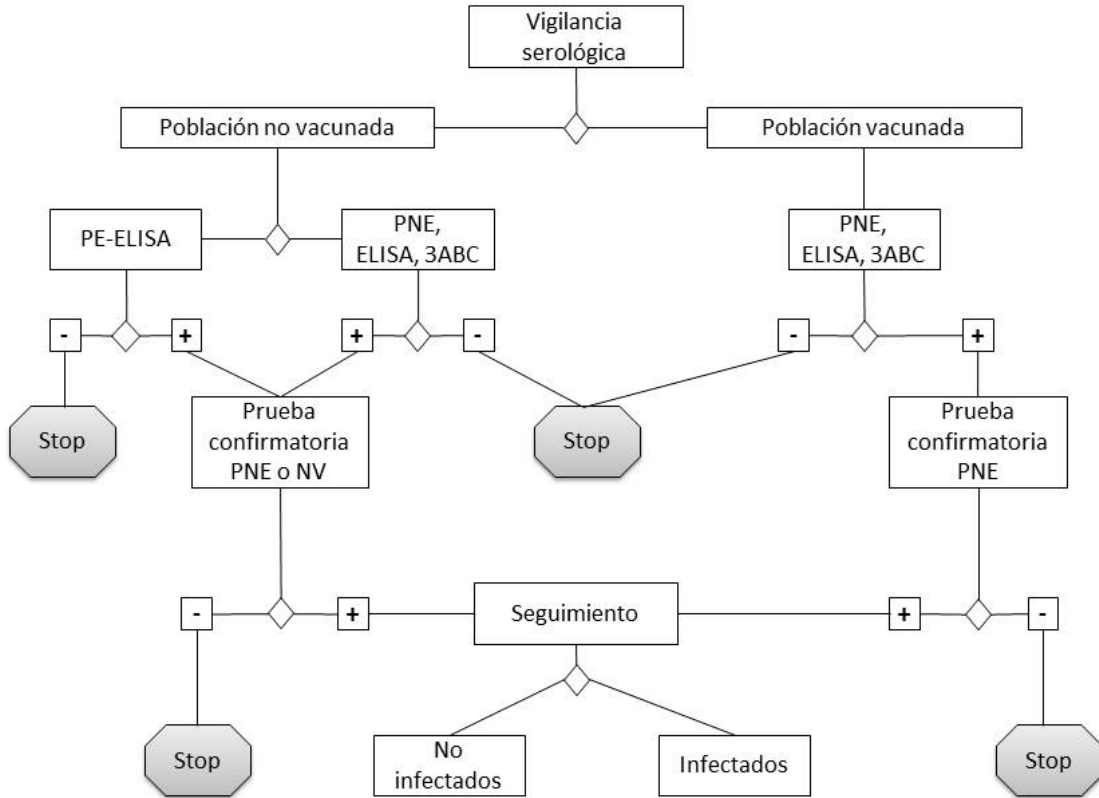 Vigilancia
serológica
Población no vacunada
Población vacunada
PE-ELISA
PNE,
ELISA, 3ABC
PNE,
ELISA, 3ABC
-
+
+
-
-
+
Stop
Prueba
confirmatoria
PNE o NV
Stop
Prueba
confirmatoria
PNE
-
+
Seguimiento
+
-
Stop
No
infectados
Infectados
Stop